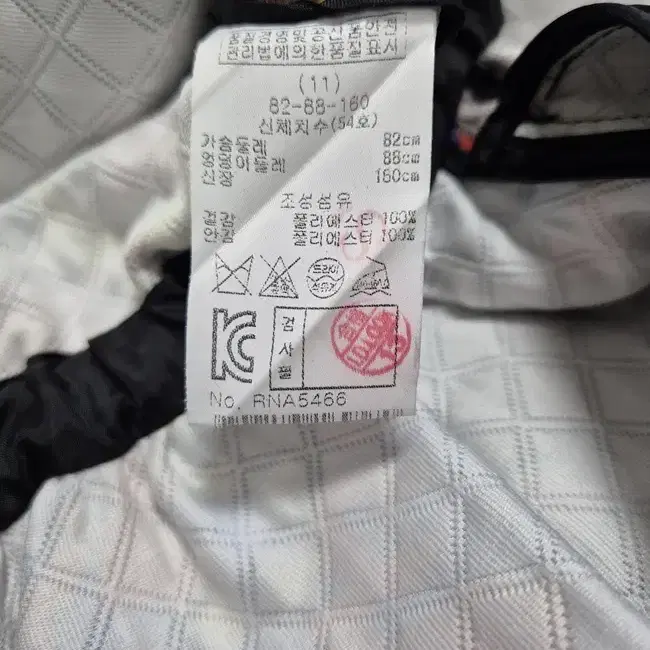 품질경영및공산품안전
관리법에의한품질표시
(11)
82-88-160
신체치수(54호)
가슴둘레 82cm
엉덩이둘레 88cm
신장 160cm
조성섬유
겉감 폴리에스터 100%
안감 폴리에스터 100%
드라이
검사필
No. RNA5466